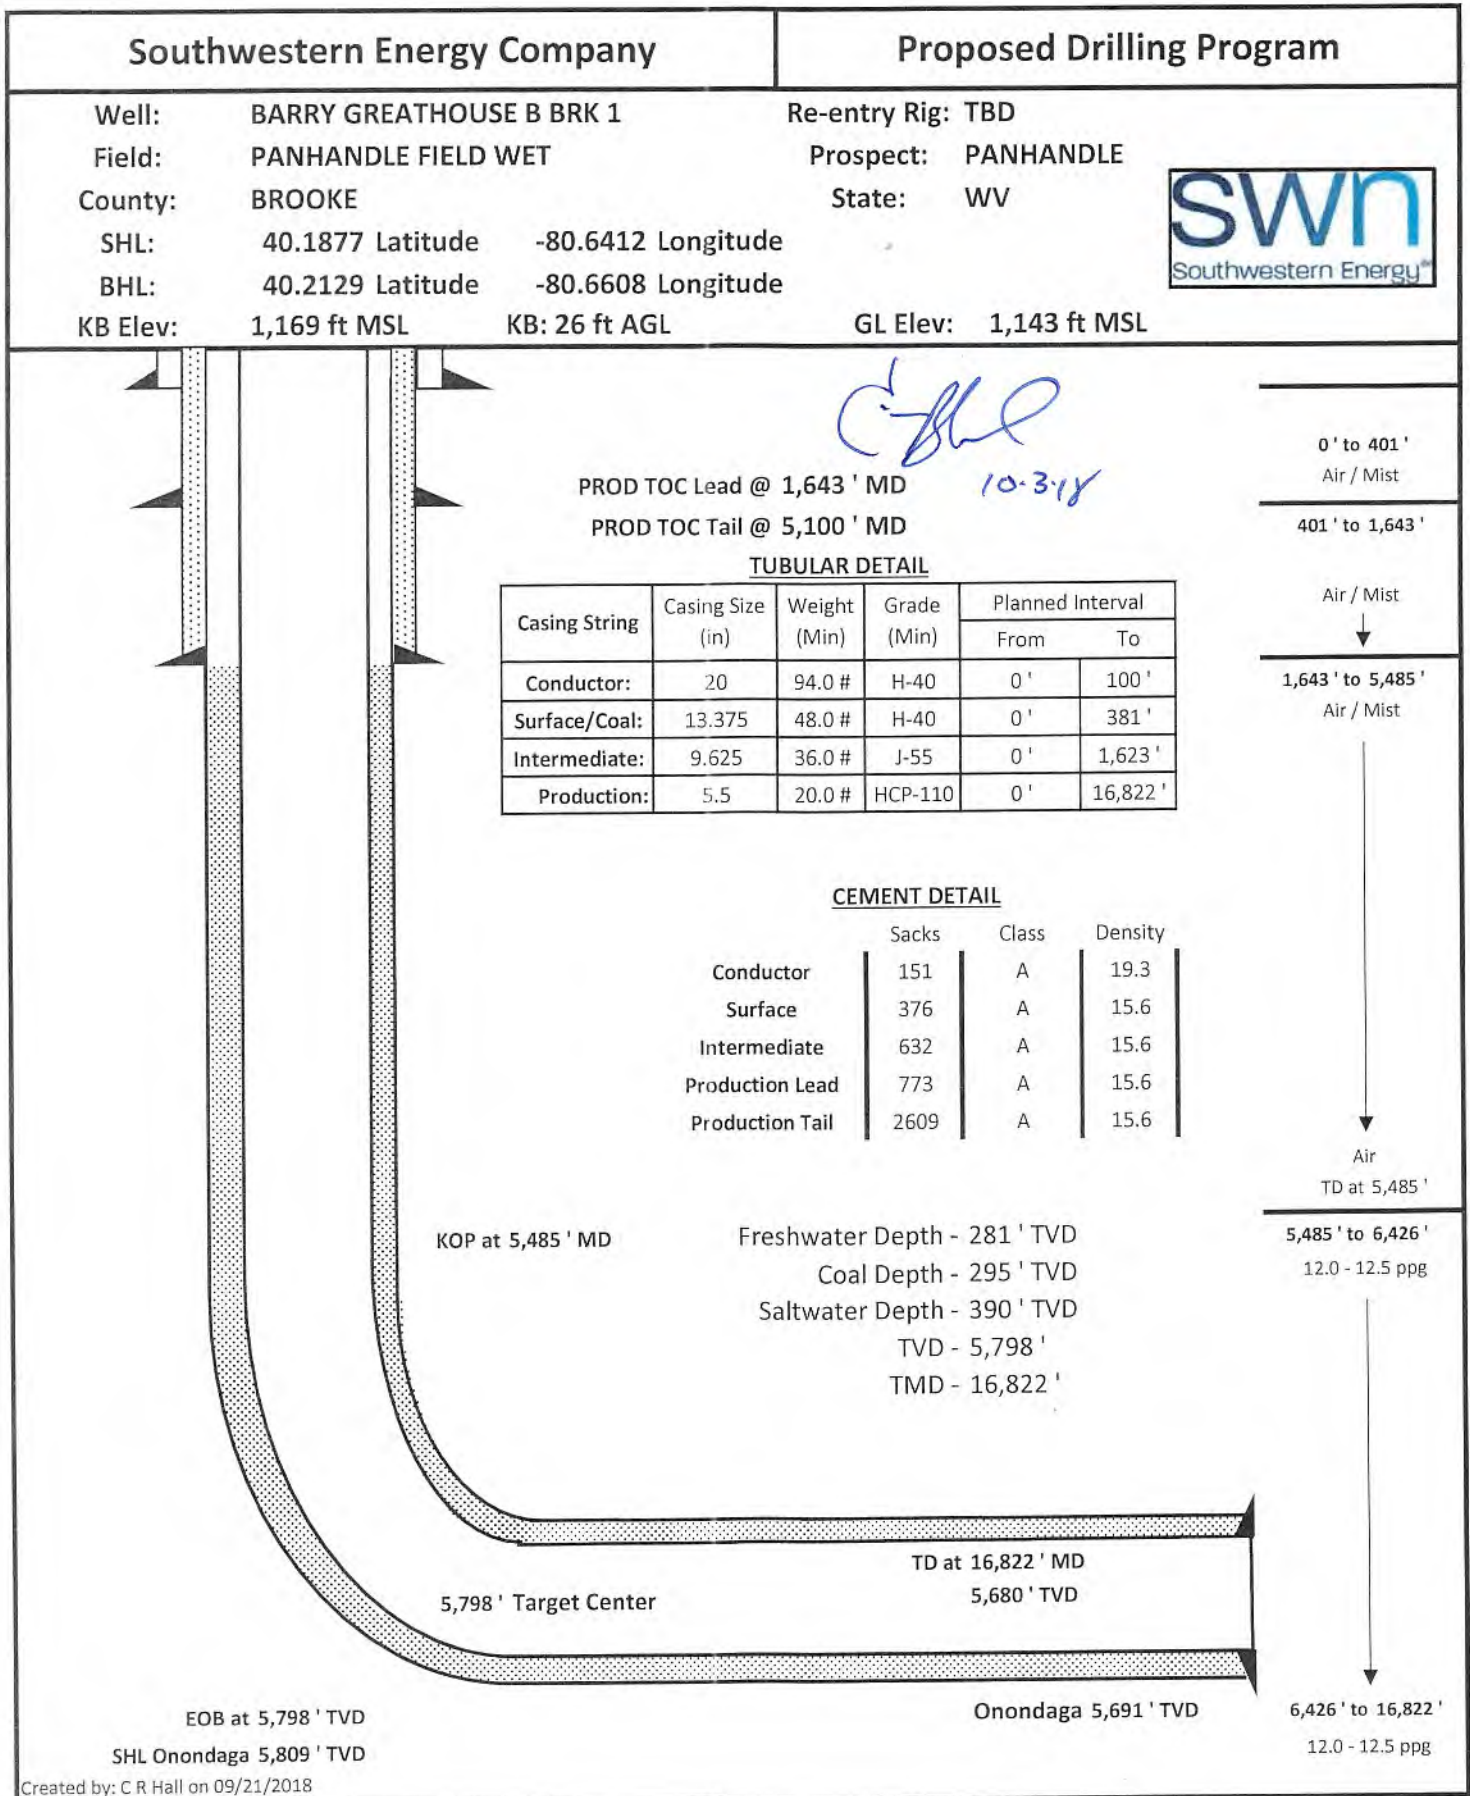 Southwestern Energy Company
Proposed Drilling Program
Well: BARRY GREATHOUSE B BRK 1 Re-entry Rig: TBD
Field: PANHANDLE FIELD WET Prospect: PANHANDLE
County: BROOKE State: WV
SHL: 40.1877 Latitude -80.6412 Longitude
BHL: 40.2129 Latitude -80.6608 Longitude
KB Elev: 1,169 ft MSL KB: 26 ft AGL GL Elev: 1,143 ft MSL
swn
Southwestern Energy
PROD TOC Lead @ 1,643 ' MD
10-3-18
PROD TOC Tail @ 5,100 ' MD
0 ' to 401 '
Air / Mist
401 ' to 1,643 '
Air / Mist
1,643 ' to 5,485 '
Air / Mist
TUBULAR DETAIL
Casing String Casing Size (in) Weight (Min) Grade (Min) Planned Interval
From To
Conductor: 20 94.0 # H-40 0 ' 100 '
Surface/Coal: 13.375 48.0 # H-40 0 ' 381 '
Intermediate: 9.625 36.0 # J-55 0 ' 1,623 '
Production: 5.5 20.0 # HCP-110 0 ' 16,822 '
CEMENT DETAIL
Sacks Class Density
Conductor 151 A 19.3
Surface 376 A 15.6
Intermediate 632 A 15.6
Production Lead 773 A 15.6
Production Tail 2609 A 15.6
Air
TD at 5,485 '
5,485 ' to 6,426 '
12.0 - 12.5 ppg
KOP at 5,485 ' MD
Freshwater Depth - 281 ' TVD
Coal Depth - 295 ' TVD
Saltwater Depth - 390 ' TVD
TVD - 5,798 '
TMD - 16,822 '
TD at 16,822 ' MD
5,680 ' TVD
5,798 ' Target Center
Onondaga 5,691 ' TVD
6,426 ' to 16,822 '
12.0 - 12.5 ppg
EOB at 5,798 ' TVD
SHL Onondaga 5,809 ' TVD
Created by: C R Hall on 09/21/2018